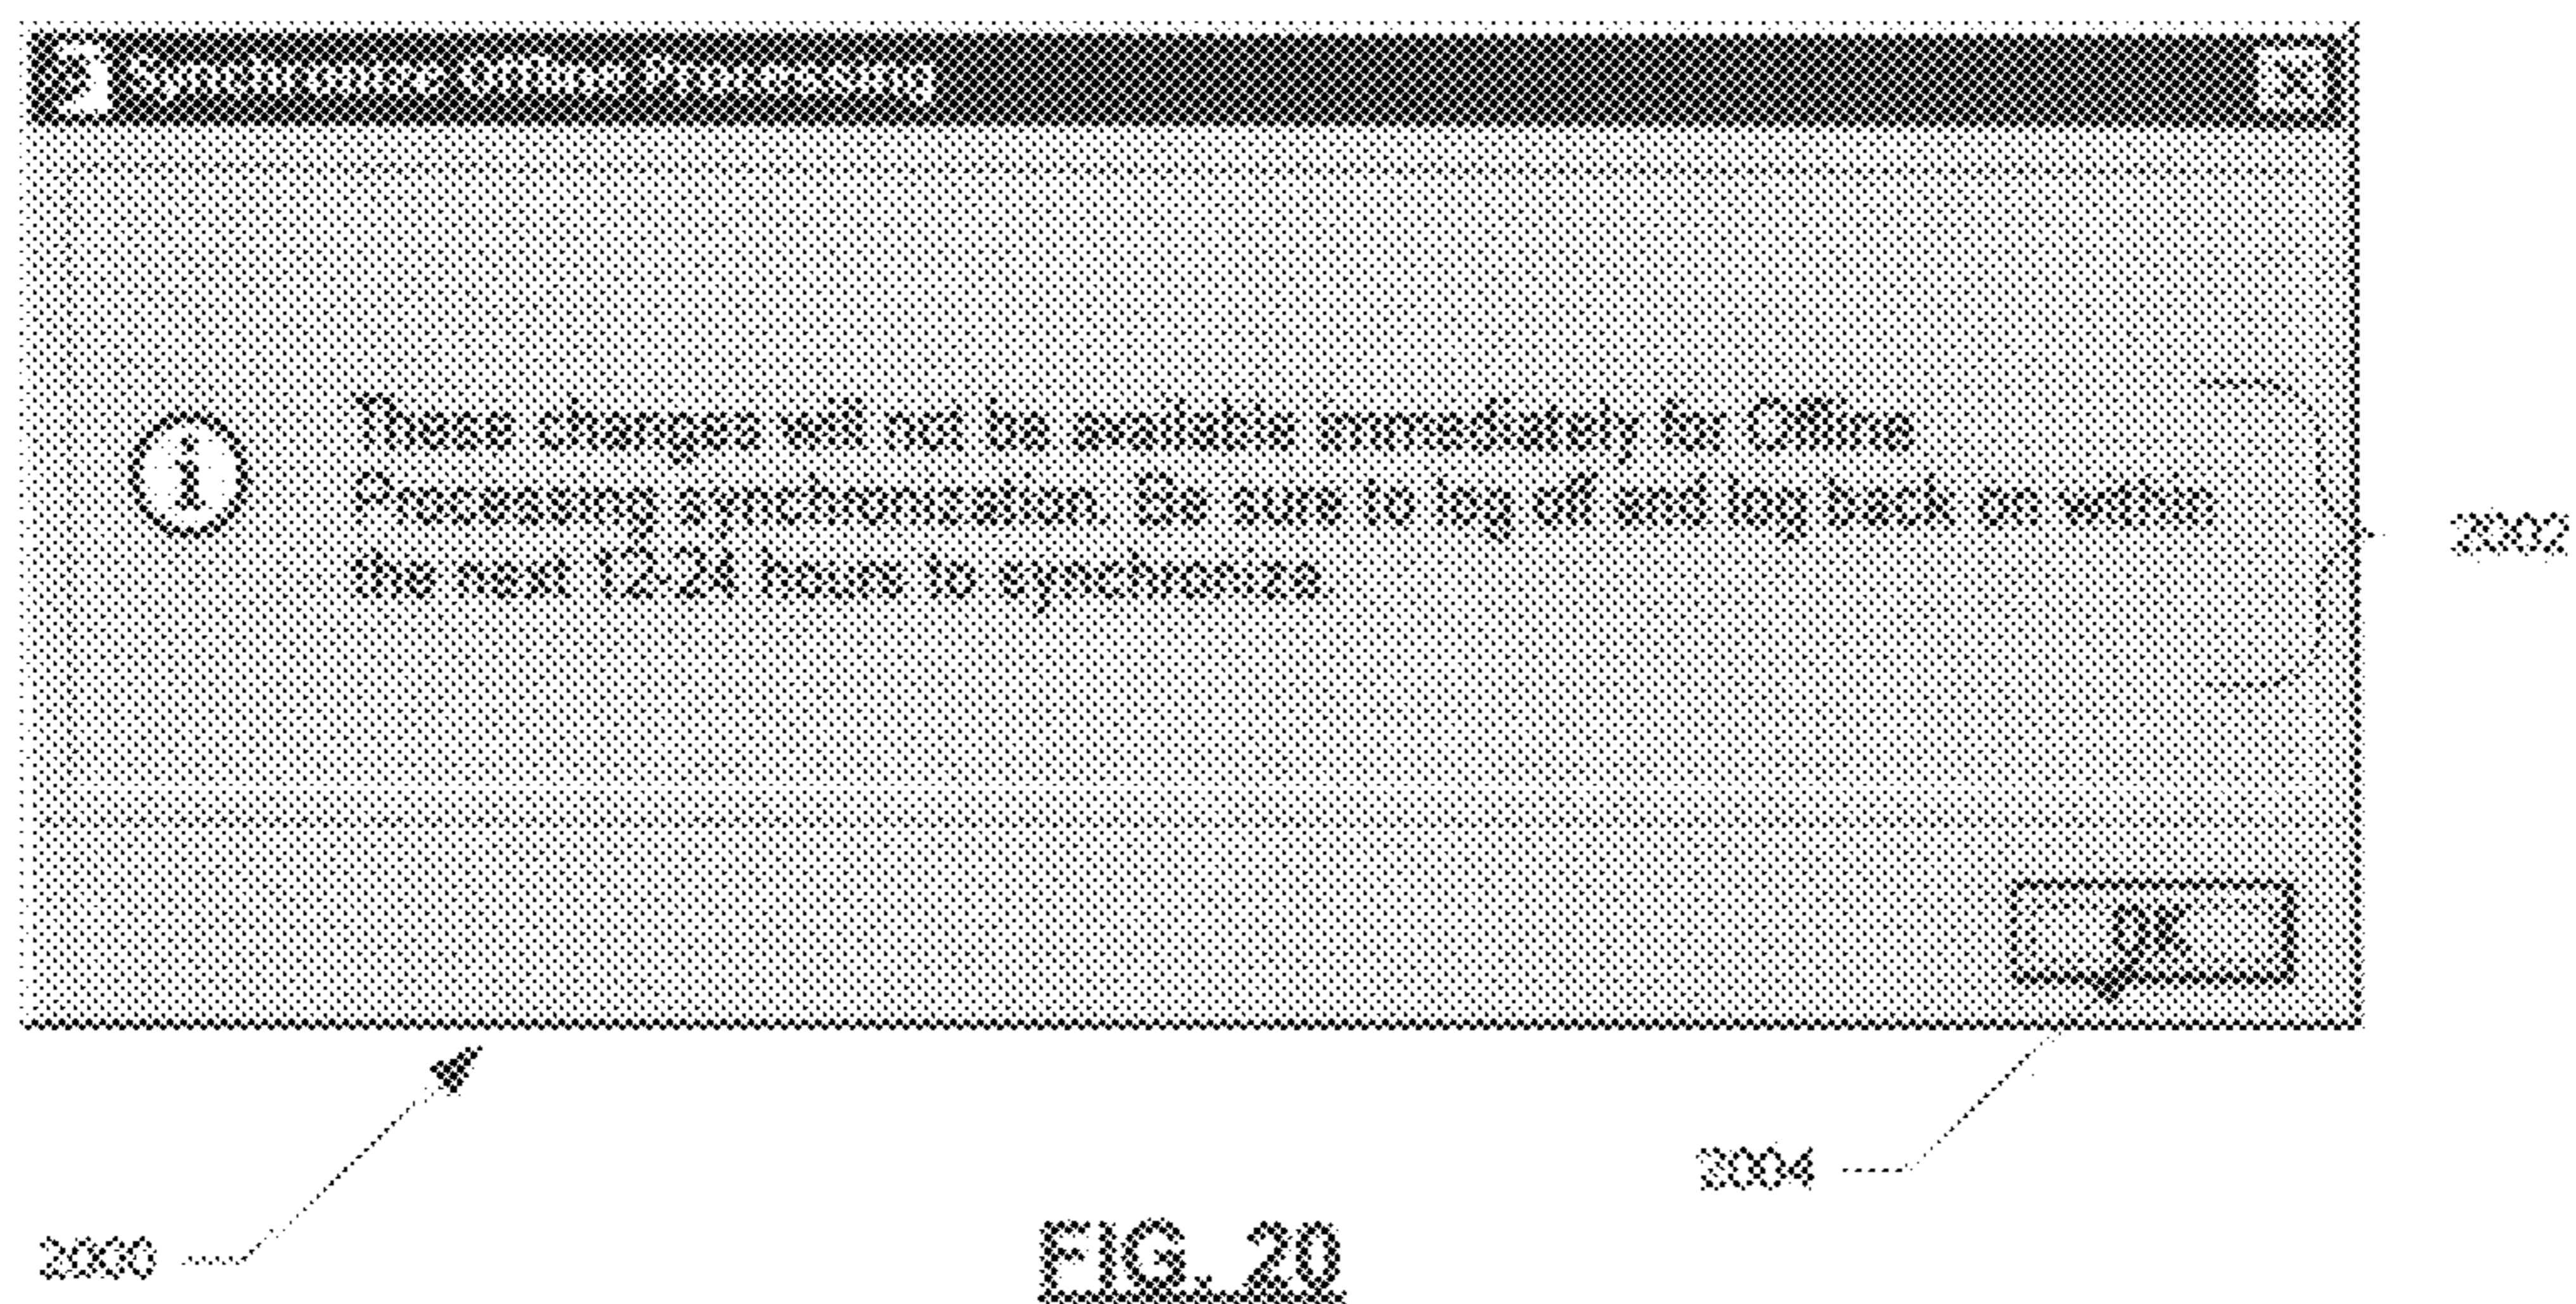 Synchronize Offline Processing
These changes will not be available immediately for Offline
Processing synchronization. Be sure to log off and log back on within
the next 12-24 hours to synchronize.
2002
OK
2004
2000
FIG. 20